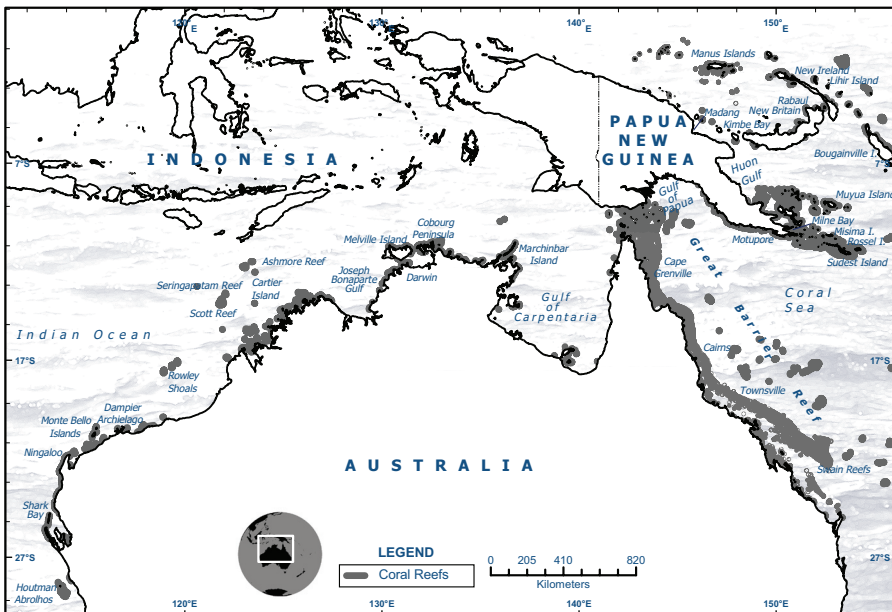 120° E
130° E
140° E
150° E
Manus Islands
New Ireland
Lihir Island
Rabaul
New Britain
Madang
Kimbe Bay
PAPUA
NEW
GUINEA
INDONESIA
7°S
7°S
Bougainville I.
Huon
Gulf
Gulf
of
Papua
Muyua Island
Milne Bay
Misima I.
Rossel I.
Motupore
Sudest Island
Cobourg
Peninsula
Melville Island
Marchinbar
Island
Ashmore Reef
Joseph
Bonaparte
Gulf
Darwin
Cartier
Island
Seringapatam Reef
Scott Reef
Cape
Grenville
Great
Barrier
Reef
Coral
Sea
Gulf
of
Carpentaria
Indian Ocean
Cairns
17°S
17°S
Rowley
Shoals
Townsville
Dampier
Archielago
Monte Bello
Islands
Ningaloo
AUSTRALIA
Swain Reefs
Shark
Bay
27°S
27°S
LEGEND
Coral Reefs
0 205 410 820
Kilometers
Houtman
Abrolhos
120°E
130°E
140°E
150°E